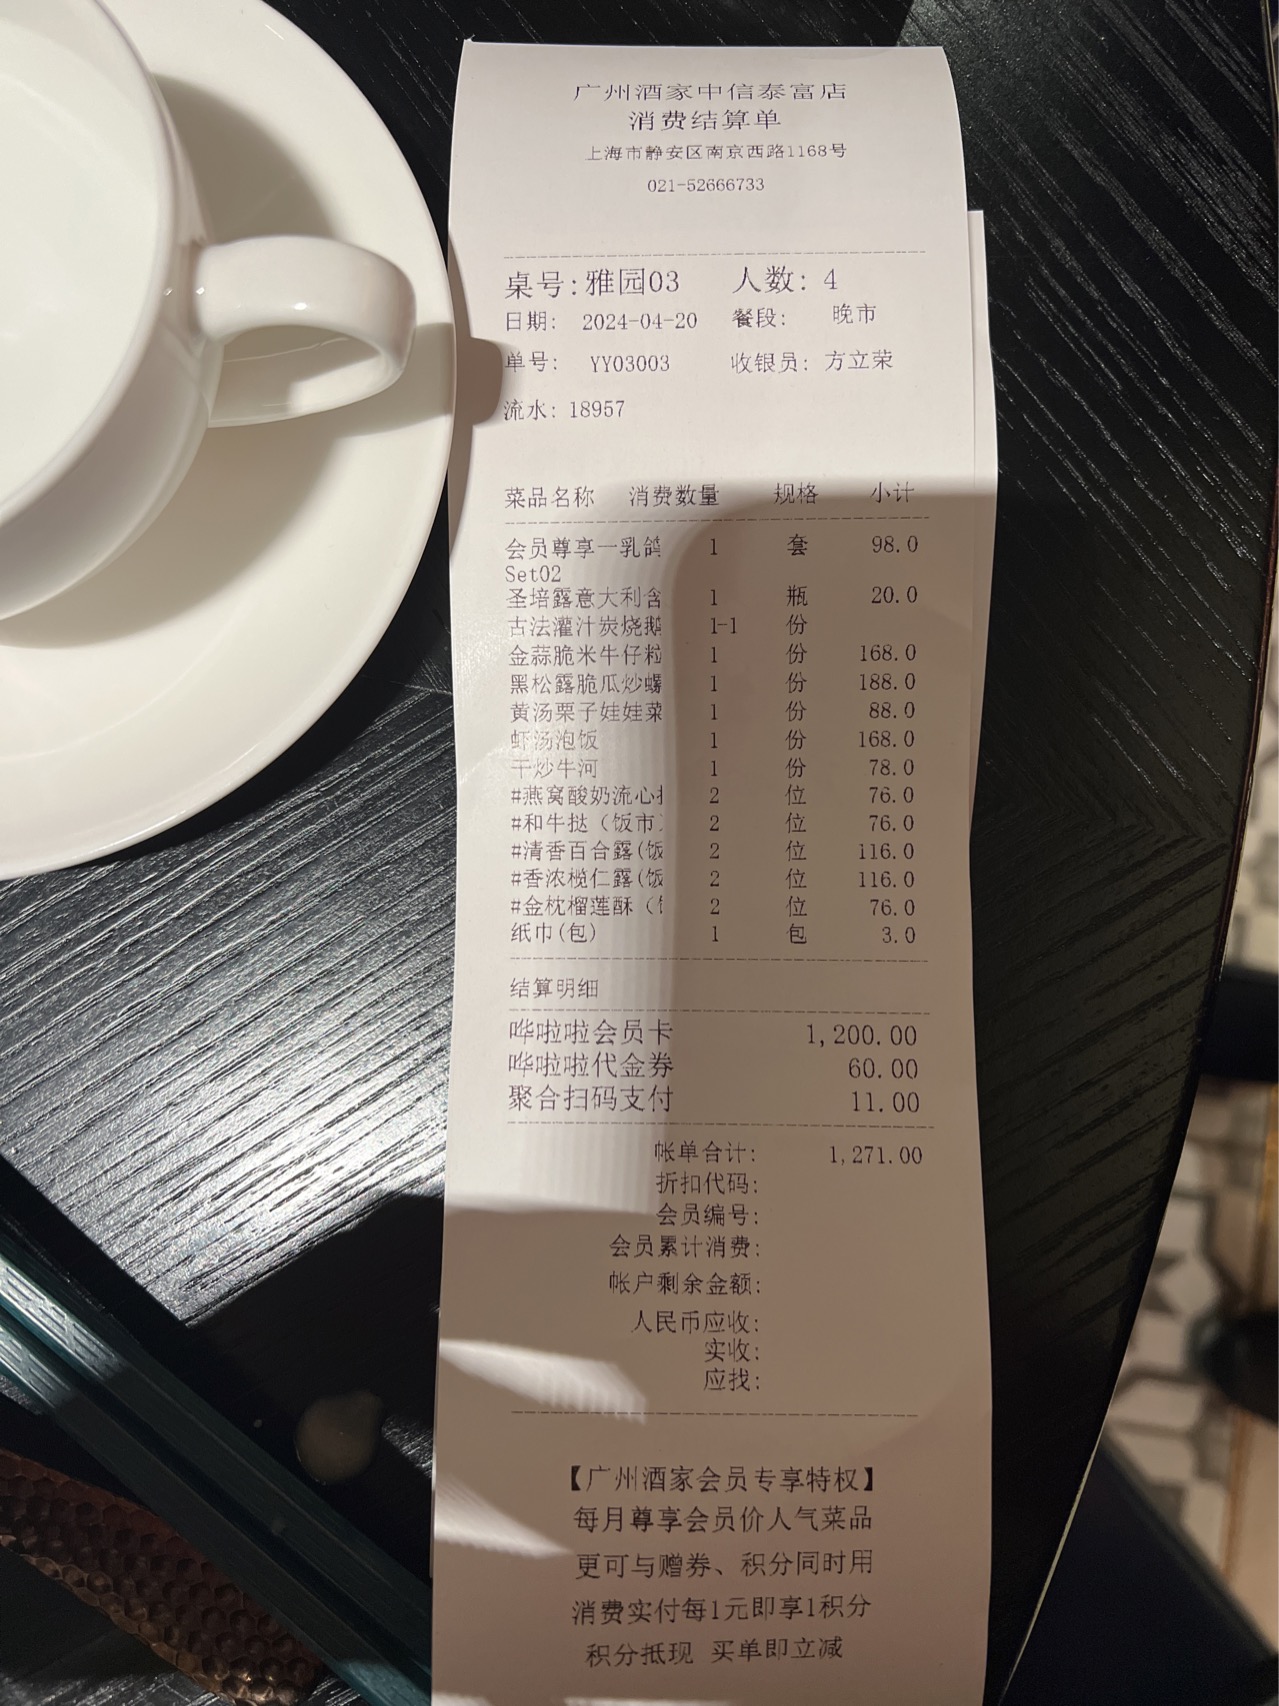 广州酒家中信泰富店
消费结算单
上海市静安区南京西路1168号
021-52666733
桌号:雅园03 人数: 4
日期: 2024-04-20 餐段: 晚市
单号: YY03003 收银员: 方立荣
流水: 18957
菜品名称 消费数量 规格 小计
会员尊享一乳鸽 1 套 98.0
Set02
圣培露意大利含 1 瓶 20.0
古法灌汁炭烧鹅 1-1 份
金蒜脆米牛仔粒 1 份 168.0
黑松露脆瓜炒螺 1 份 188.0
黄汤栗子娃娃菜 1 份 88.0
虾汤泡饭 1 份 168.0
干炒牛河 1 份 78.0
#燕窝酸奶流心 2 位 76.0
#和牛挞（饭市 2 位 76.0
#清香百合露(饭 2 位 116.0
#香浓榄仁露(饭 2 位 116.0
#金枕榴莲酥（ 2 位 76.0
纸巾(包) 1 包 3.0
结算明细
哗啦啦会员卡 1,200.00
哗啦啦代金券 60.00
聚合扫码支付 11.00
帐单合计: 1,271.00
折扣代码:
会员编号:
会员累计消费:
帐户剩余金额:
人民币应收:
实收:
应找:
【广州酒家会员专享特权】
每月尊享会员价人气菜品
更可与赠券、积分同时用
消费实付每1元即享1积分
积分抵现 买单即立减